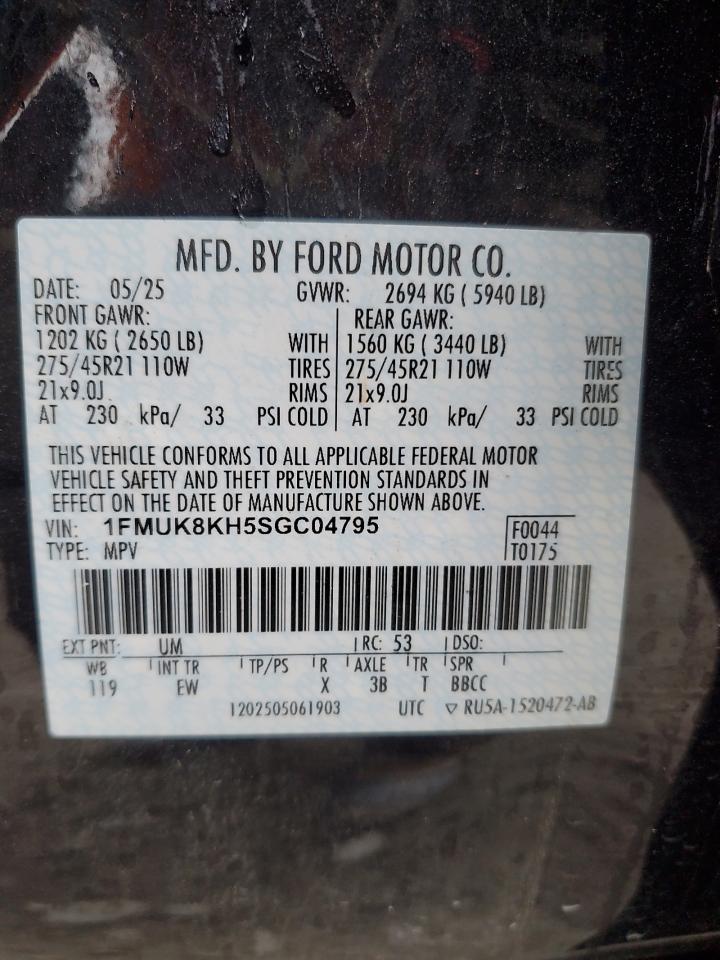 MFD. BY FORD MOTOR CO.
DATE: 05/25 GVWR: 2694 KG ( 5940 LB)
FRONT GAWR: REAR GAWR:
1202 KG ( 2650 LB) WITH 1560 KG ( 3440 LB) WITH
275/45R21 110W TIRES 275/45R21 110W TIRES
21x9.0J RIMS 21x9.0J RIMS
AT 230 kPa/ 33 PSI COLD AT 230 kPa/ 33 PSI COLD
THIS VEHICLE CONFORMS TO ALL APPLICABLE FEDERAL MOTOR
VEHICLE SAFETY AND THEFT PREVENTION STANDARDS IN
EFFECT ON THE DATE OF MANUFACTURE SHOWN ABOVE.
VIN: 1FMUK8KH5SGC04795 F0044
TYPE: MPV T0175
EXT PNT: UM RC: 53 DSO:
WB INT TR TP/PS R AXLE TR SPR
119 EW X 3B T BBCC
1202505061903 UTC ▽ RU5A-1520472-AB